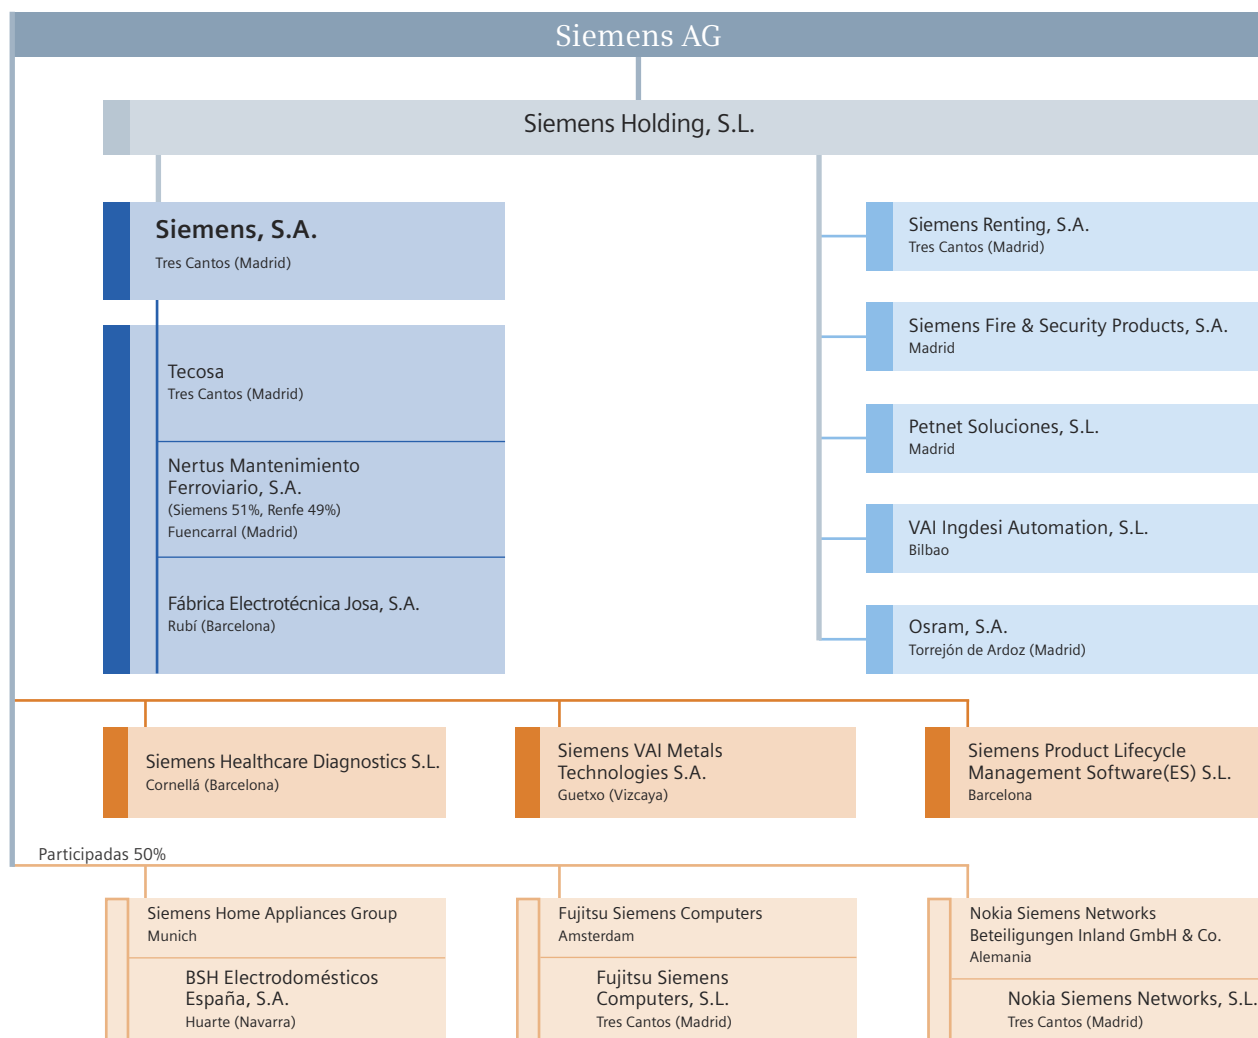 Siemens AG
Siemens Holding, S.L.
Siemens, S.A.
Tres Cantos (Madrid)
Tecosa
Tres Cantos (Madrid)
Nertus Mantenimiento
Ferroviario, S.A.
(Siemens 51%, Renfe 49%)
Fuencarral (Madrid)
Fábrica Electrotécnica Josa, S.A.
Rubí (Barcelona)
Siemens Renting, S.A.
Tres Cantos (Madrid)
Siemens Fire & Security Products, S.A.
Madrid
Petnet Soluciones, S.L.
Madrid
VAI Ingdesi Automation, S.L.
Bilbao
Osram, S.A.
Torrejón de Ardoz (Madrid)
Siemens Healthcare Diagnostics S.L.
Cornellá (Barcelona)
Siemens VAI Metals
Technologies S.A.
Guetxo (Vizcaya)
Siemens Product Lifecycle
Management Software(ES) S.L.
Barcelona
Participadas 50%
Siemens Home Appliances Group
Munich
BSH Electrodomésticos
España, S.A.
Huarte (Navarra)
Fujitsu Siemens Computers
Amsterdam
Fujitsu Siemens
Computers, S.L.
Tres Cantos (Madrid)
Nokia Siemens Networks
Beteiligungen Inland GmbH & Co.
Alemania
Nokia Siemens Networks, S.L.
Tres Cantos (Madrid)